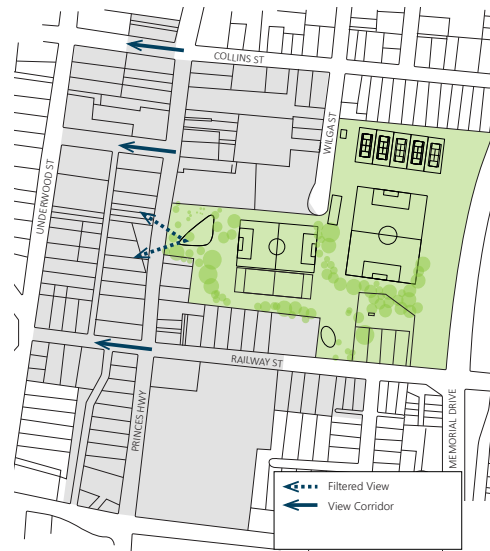 COLLINS ST
WILGA ST
UNDERWOOD ST
RAILWAY ST
PRINCES HWY
MEMORIAL DRIVE
Filtered View
View Corridor